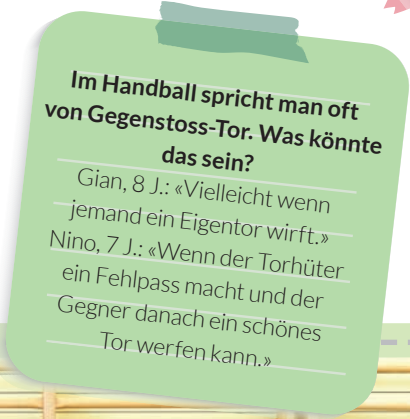 Im Handball spricht man oft
von Gegenstoss-Tor. Was könnte
das sein?
Gian, 8 J.: «Vielleicht wenn
jemand ein Eigentor wirft.»
Nino, 7 J.: «Wenn der Torhüter
ein Fehlpass macht und der
Gegner danach ein schönes
Tor werfen kann.»